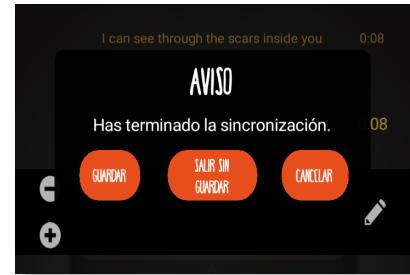 I can see through the scars inside you 0:08
AVISO
Has terminado la sincronización.
08
GUARDAR
SALIR SIN
GUARDAR
CANCELAR